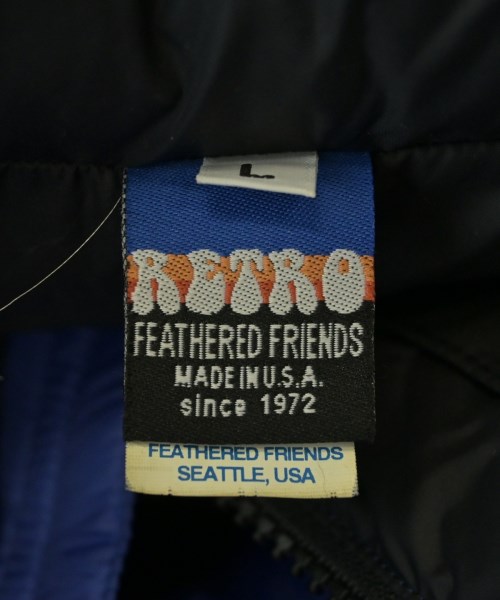 L
RETRO
FEATHERED FRIENDS
MADE IN U.S.A.
since 1972
FEATHERED FRIENDS
SEATTLE, USA